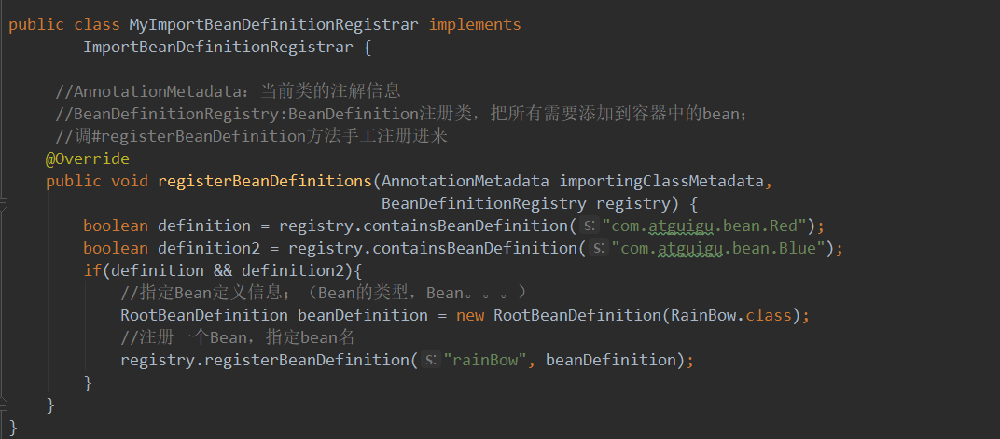 public class MyImportBeanDefinitionRegistrar implements
ImportBeanDefinitionRegistrar {
//AnnotationMetadata：当前类的注解信息
//BeanDefinitionRegistry:BeanDefinition注册类，把所有需要添加到容器中的bean；
//调#registerBeanDefinition方法手工注册进来
@Override
public void registerBeanDefinitions(AnnotationMetadata importingClassMetadata,
BeanDefinitionRegistry registry) {
boolean definition = registry.containsBeanDefinition( s: "com.atguigu.bean.Red");
boolean definition2 = registry.containsBeanDefinition( s: "com.atguigu.bean.Blue");
if(definition && definition2){
//指定Bean定义信息；（Bean的类型，Bean。。。）
RootBeanDefinition beanDefinition = new RootBeanDefinition(RainBow.class);
//注册一个Bean，指定bean名
registry.registerBeanDefinition( s: "rainBow", beanDefinition);
}
}
}